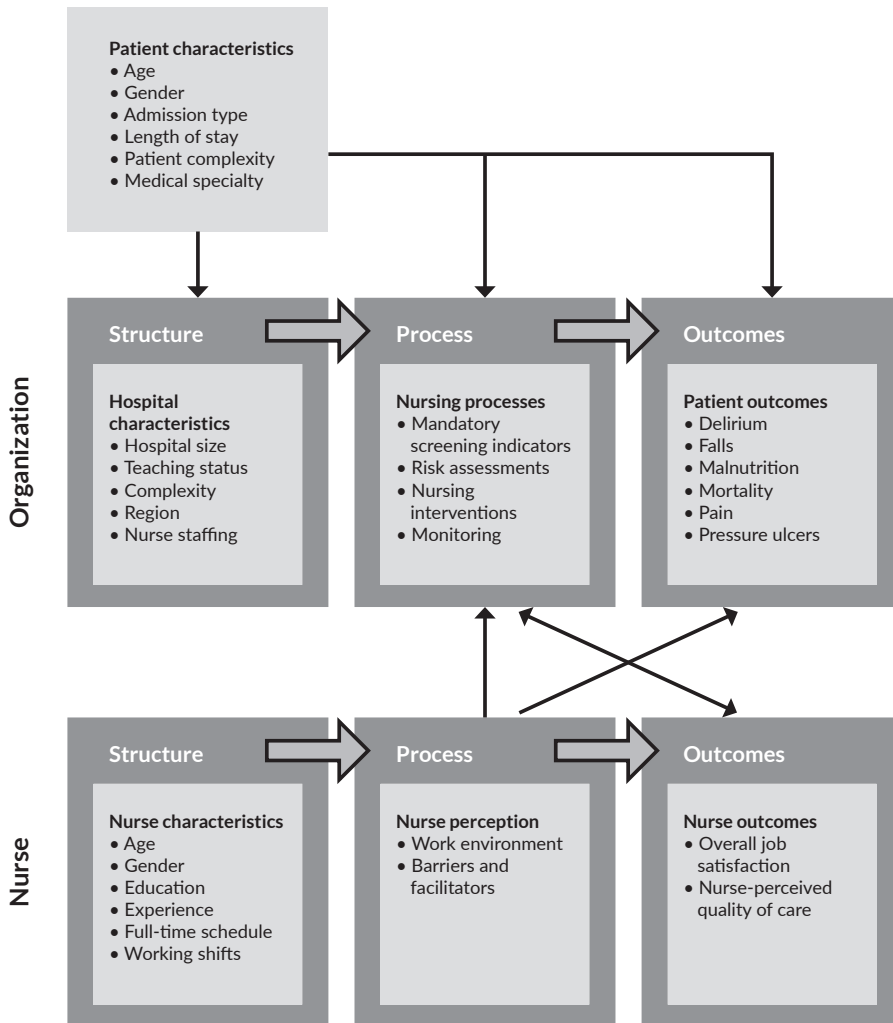 Patient characteristics
• Age
• Gender
• Admission type
• Length of stay
• Patient complexity
• Medical specialty
Organization
Structure
Hospital
characteristics
• Hospital size
• Teaching status
• Complexity
• Region
• Nurse staffing
Process
Nursing processes
• Mandatory
screening indicators
• Risk assessments
• Nursing
interventions
• Monitoring
Outcomes
Patient outcomes
• Delirium
• Falls
• Malnutrition
• Mortality
• Pain
• Pressure ulcers
Nurse
Structure
Nurse characteristics
• Age
• Gender
• Education
• Experience
• Full-time schedule
• Working shifts
Process
Nurse perception
• Work environment
• Barriers and
facilitators
Outcomes
Nurse outcomes
• Overall job
satisfaction
• Nurse-perceived
quality of care